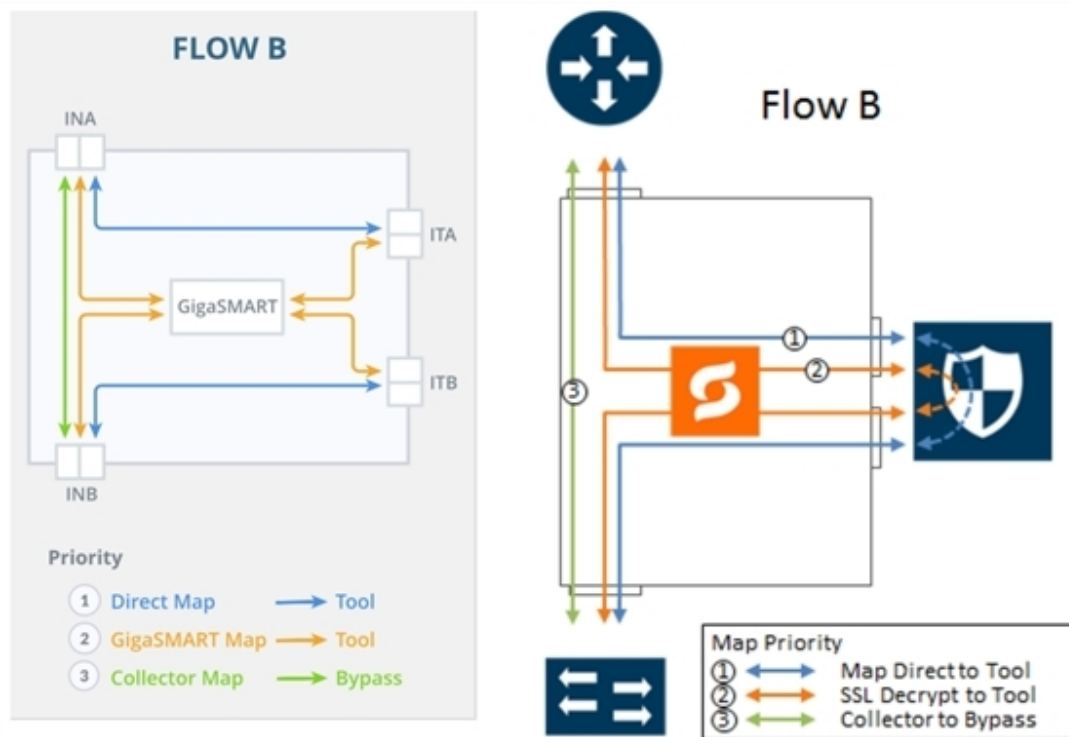 FLOW B
INA
ITA
GigaSMART
ITB
INB
Priority
1 Direct Map Tool
2 GigaSMART Map Tool
3 Collector Map Bypass
Flow B
1
2
3
Map Priority
1 Map Direct to Tool
2 SSL Decrypt to Tool
3 Collector to Bypass